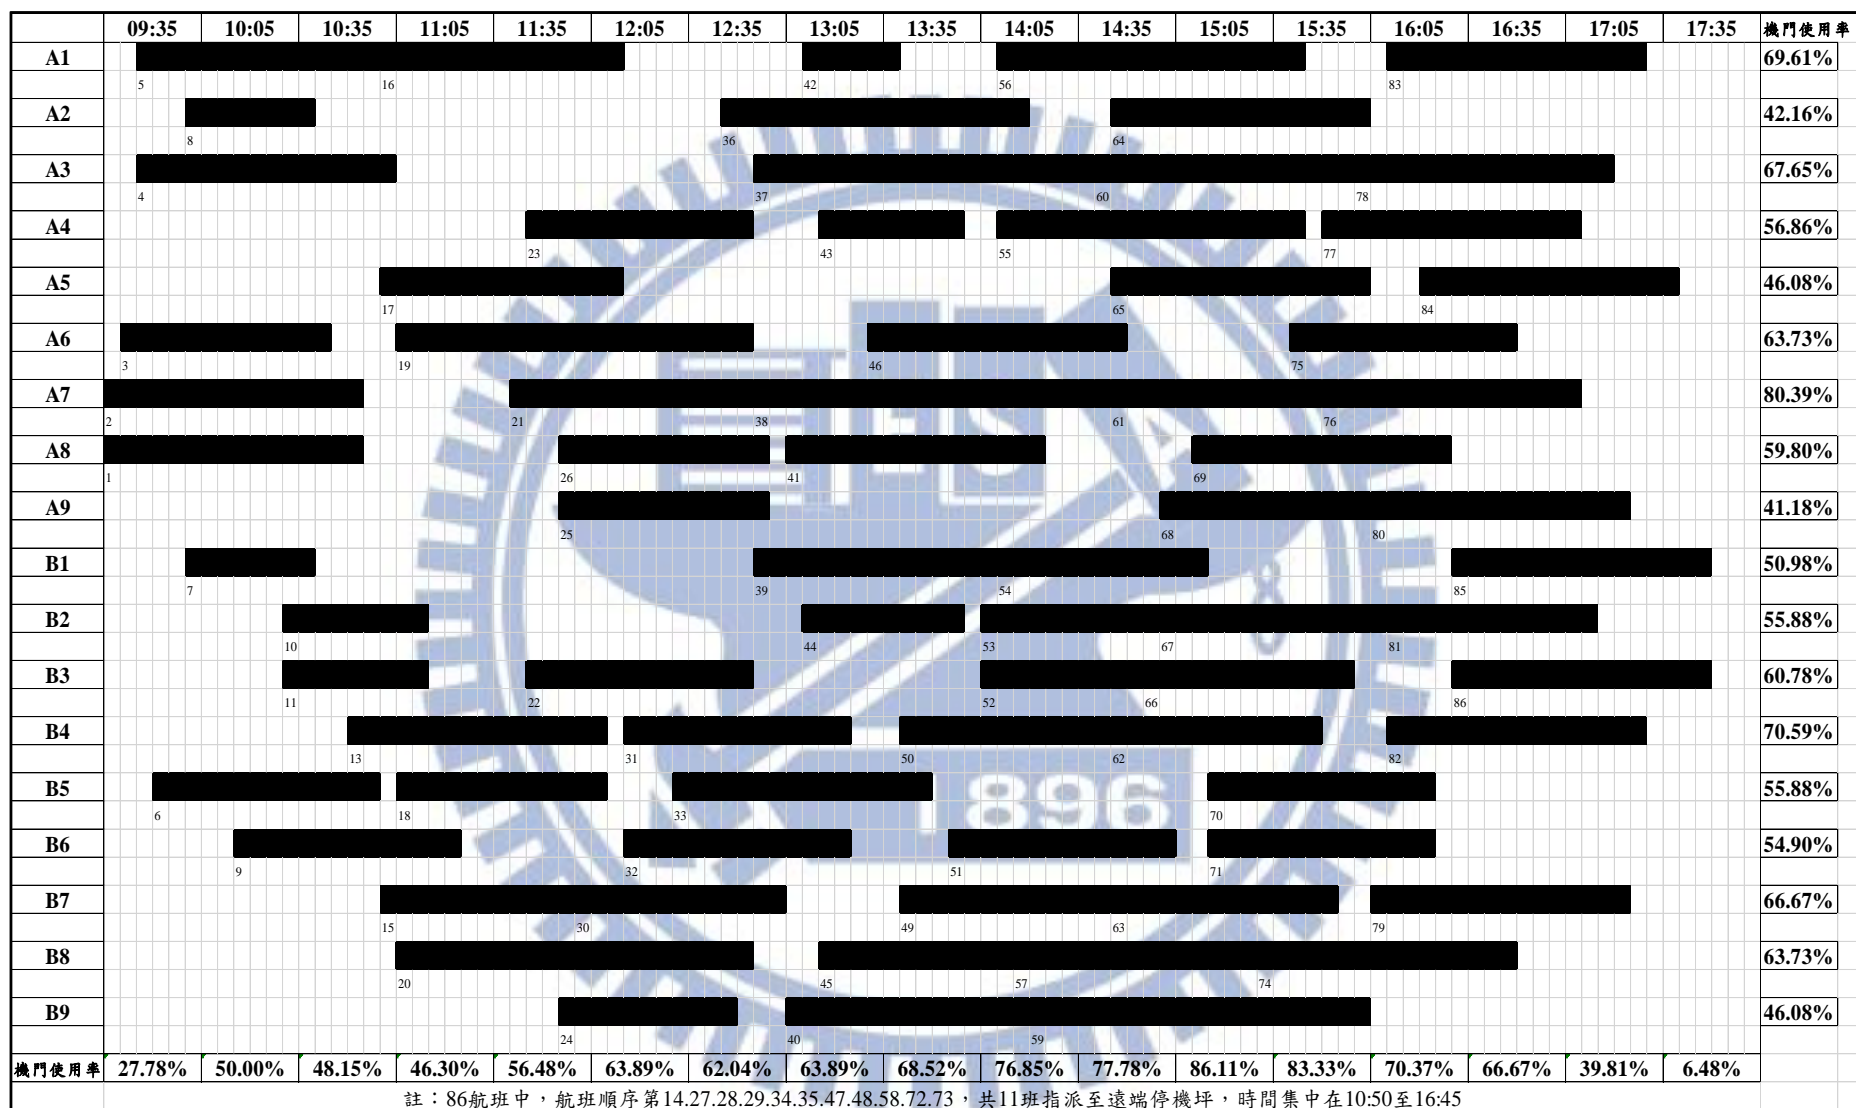 09:35 10:05 10:35 11:05 11:35 12:05 12:35 13:05 13:35 14:05 14:35 15:05 15:35 16:05 16:35 17:05 17:35 機門使用率
A1 69.61%
5 16 42 56 83
A2 42.16%
8 36 64
A3 67.65%
4 37 60 78
A4 56.86%
23 43 55 77
A5 46.08%
17 65 84
A6 63.73%
3 19 46 75
A7 80.39%
2 21 38 61 76
A8 59.80%
1 26 41 69
A9 41.18%
25 68 80
B1 50.98%
7 39 54 85
B2 55.88%
10 44 53 67 81
B3 60.78%
11 22 52 66 86
B4 70.59%
13 31 50 62 82
B5 55.88%
6 18 33 70
B6 54.90%
9 32 51 71
B7 66.67%
15 30 49 63 79
B8 63.73%
20 45 57 74
B9 46.08%
24 40 59
機門使用率 27.78% 50.00% 48.15% 46.30% 56.48% 63.89% 62.04% 63.89% 68.52% 76.85% 77.78% 86.11% 83.33% 70.37% 66.67% 39.81% 6.48%
註：86航班中，航班順序第14.27.28.29.34.35.47.48.58.72.73，共11班指派至遠端停機坪，時間集中在10:50至16:45
896